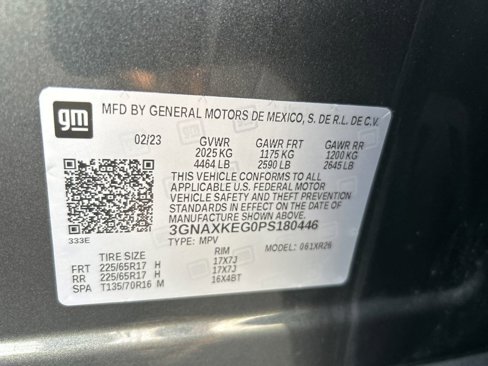 gm
MFD BY GENERAL MOTORS DE MEXICO, S. DE R.L. DE C.V.
02/23 GVWR GAWR FRT GAWR RR
2025 KG 1175 KG 1200 KG
4464 LB 2590 LB 2645 LB
THIS VEHICLE CONFORMS TO ALL
APPLICABLE U.S. FEDERAL MOTOR
VEHICLE SAFETY AND THEFT PREVENTION
STANDARDS IN EFFECT ON THE DATE OF
MANUFACTURE SHOWN ABOVE.
3GNAXKEG0PS180446
333E TYPE: MPV MODEL: 061XR26
TIRE SIZE RIM
FRT 225/65R17 H 17X7J
RR 225/65R17 H 17X7J
SPA T135/70R16 M 16X4BT